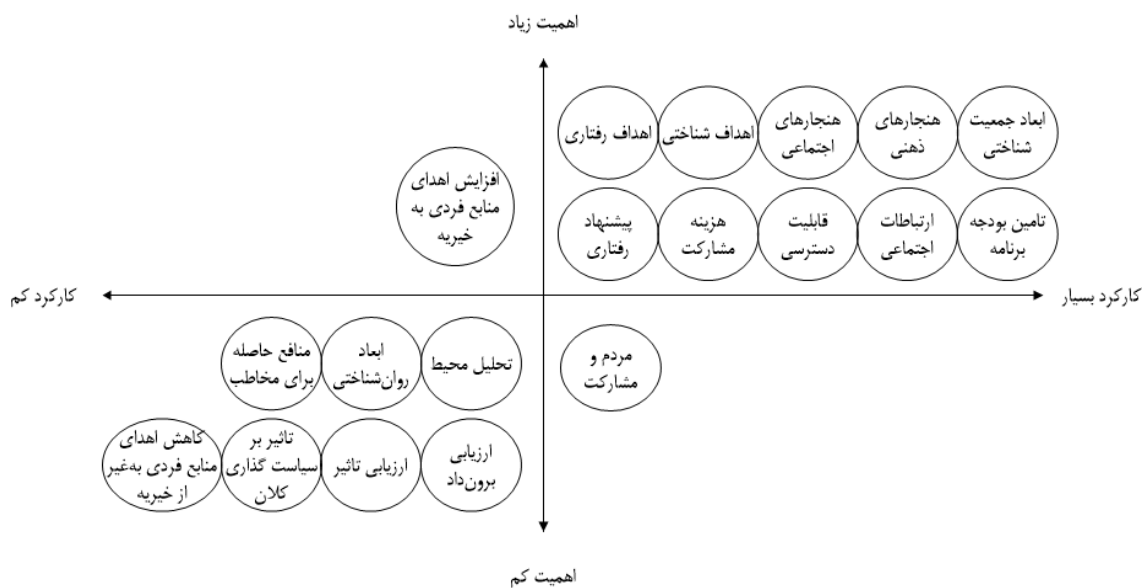 اهمیت زیاد
ابعاد جمعیت
شناختی
هنجارهای
ذهنی
هنجارهای
اجتماعی
اهداف شناختی
اهداف رفتاری
افزایش اهدای
منابع فردی به
خیریه
تامین بودجه
برنامه
ارتباطات
اجتماعی
قابلیت
دسترسی
هزینه
مشارکت
پیشنهاد
رفتاری
کارکرد بسیار
کارکرد کم
مردم و
مشارکت
تحلیل محیط
ابعاد
روان‌شناختی
منافع حاصله
برای مخاطب
ارزیابی
برون‌داد
ارزیابی تاثیر
تاثیر بر
سیاست گذاری
کلان
کاهش اهدای
منابع فردی به‌غیر
از خیریه
اهمیت کم